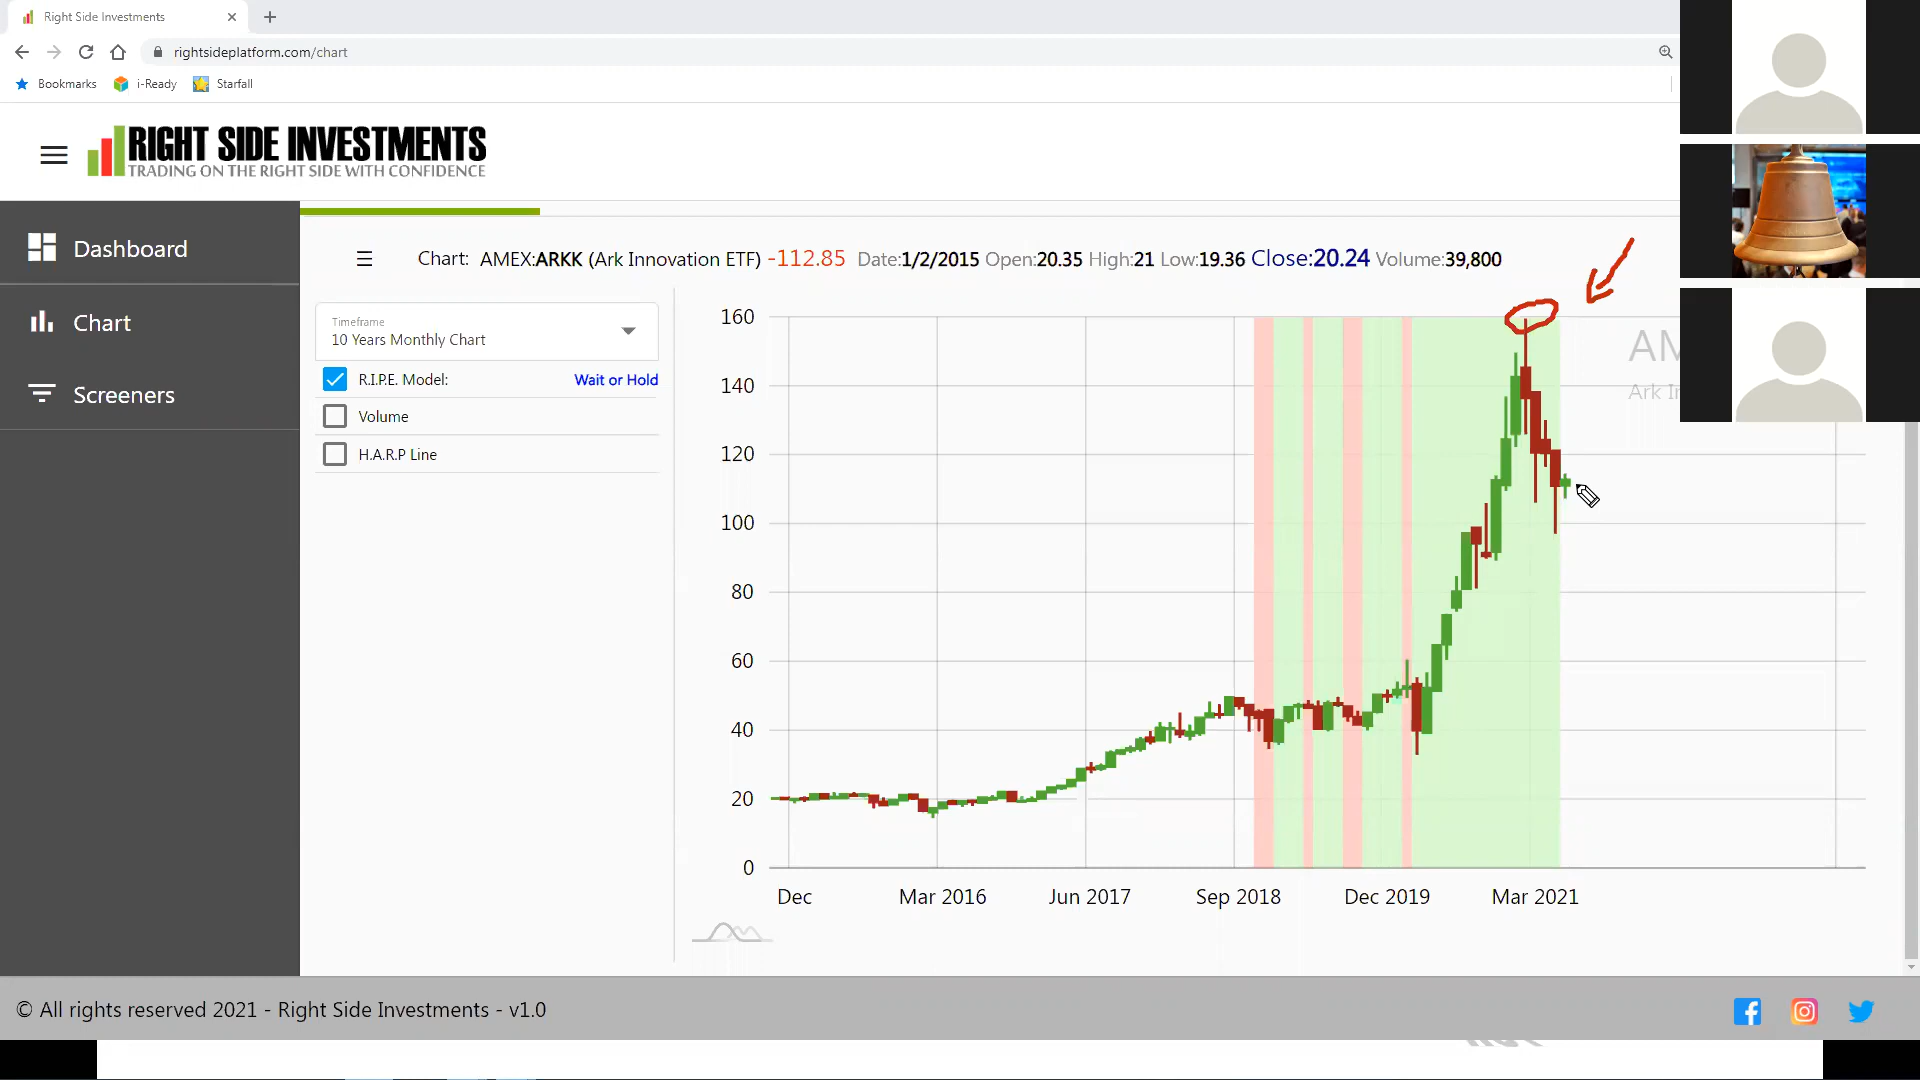 Right Side Investments
rightsideplatform.com/chart
Bookmarks i-Ready Starfall
RIGHT SIDE INVESTMENTS
TRADING ON THE RIGHT SIDE WITH CONFIDENCE
Dashboard
Chart
Screeners
Chart: AMEX:ARKK (Ark Innovation ETF) -112.85 Date:1/2/2015 Open:20.35 High:21 Low:19.36 Close:20.24 Volume:39,800
Timeframe
10 Years Monthly Chart
R.I.P.E. Model: Wait or Hold
Volume
H.A.R.P Line
160
140
120
100
80
60
40
20
0
Dec Mar 2016 Jun 2017 Sep 2018 Dec 2019 Mar 2021
© All rights reserved 2021 - Right Side Investments - v1.0